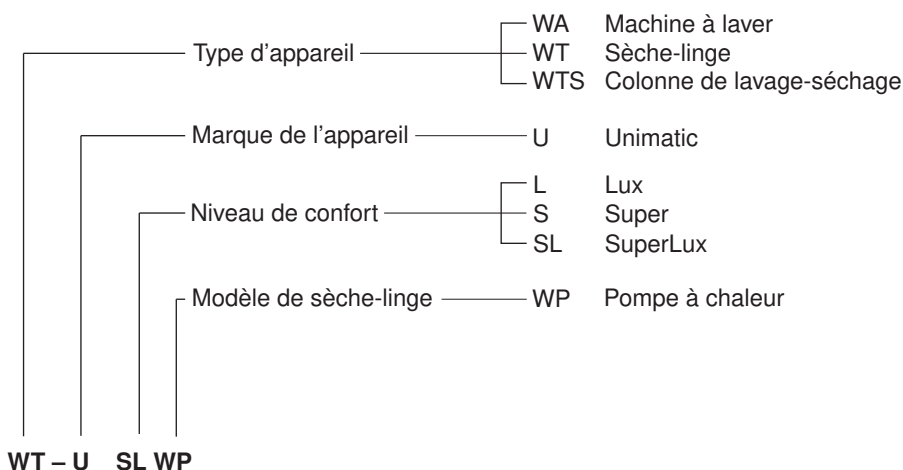 WA Machine à laver
Type d'appareil WT Sèche-linge
WTS Colonne de lavage-séchage
Marque de l'appareil U Unimatic
L Lux
Niveau de confort S Super
SL SuperLux
Modèle de sèche-linge WP Pompe à chaleur
WT – U SL WP